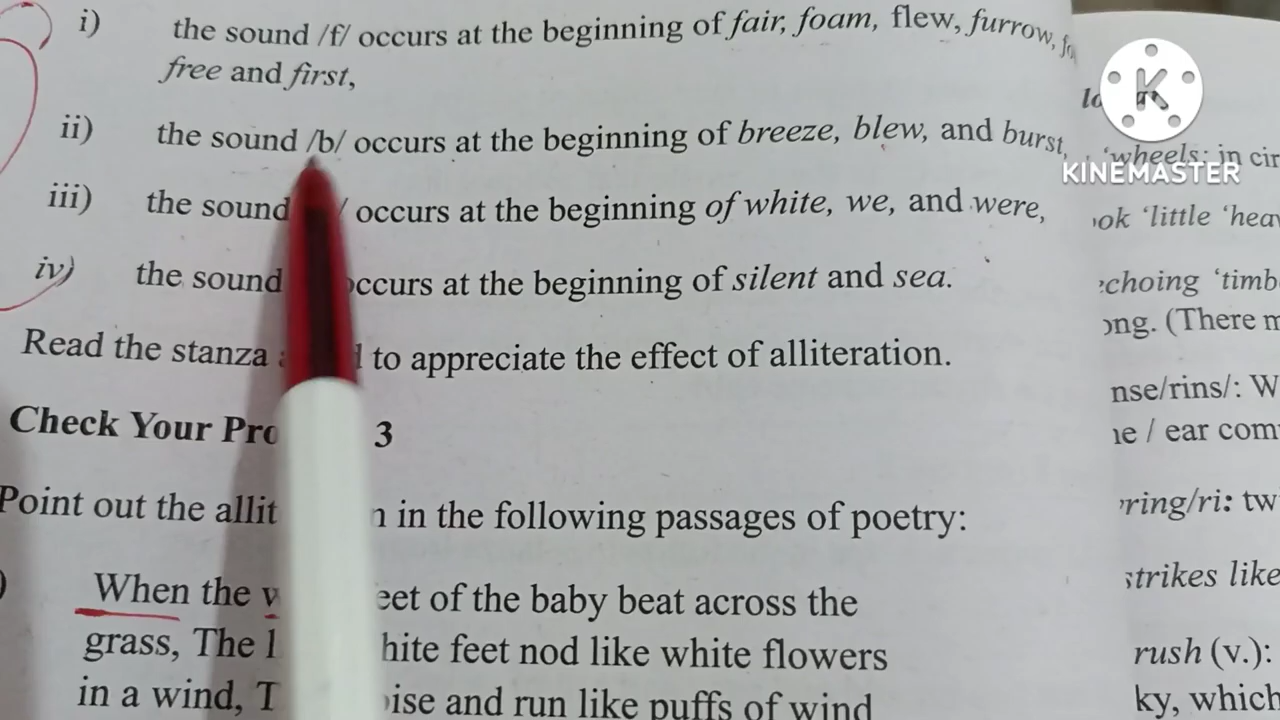 i) the sound /f/ occurs at the beginning of fair, foam, flew, furrow,
free and first,
ii) the sound /b/ occurs at the beginning of breeze, blew, and burst,
iii) the sound / occurs at the beginning of white, we, and were,
iv) the sound occurs at the beginning of silent and sea.
Read the stanza to appreciate the effect of alliteration.
Check Your Pro 3
Point out the allit n in the following passages of poetry:
When the eet of the baby beat across the
grass, The l hite feet nod like white flowers
in a wind, T oise and run like puffs of wind
KINEMASTER
'wheels: in cir
ok 'little 'hea
choing 'timb
ong. (There m
nse/rins/: W
e / ear com
ring/ri: tw
strikes like
rush (v.):
ky, which